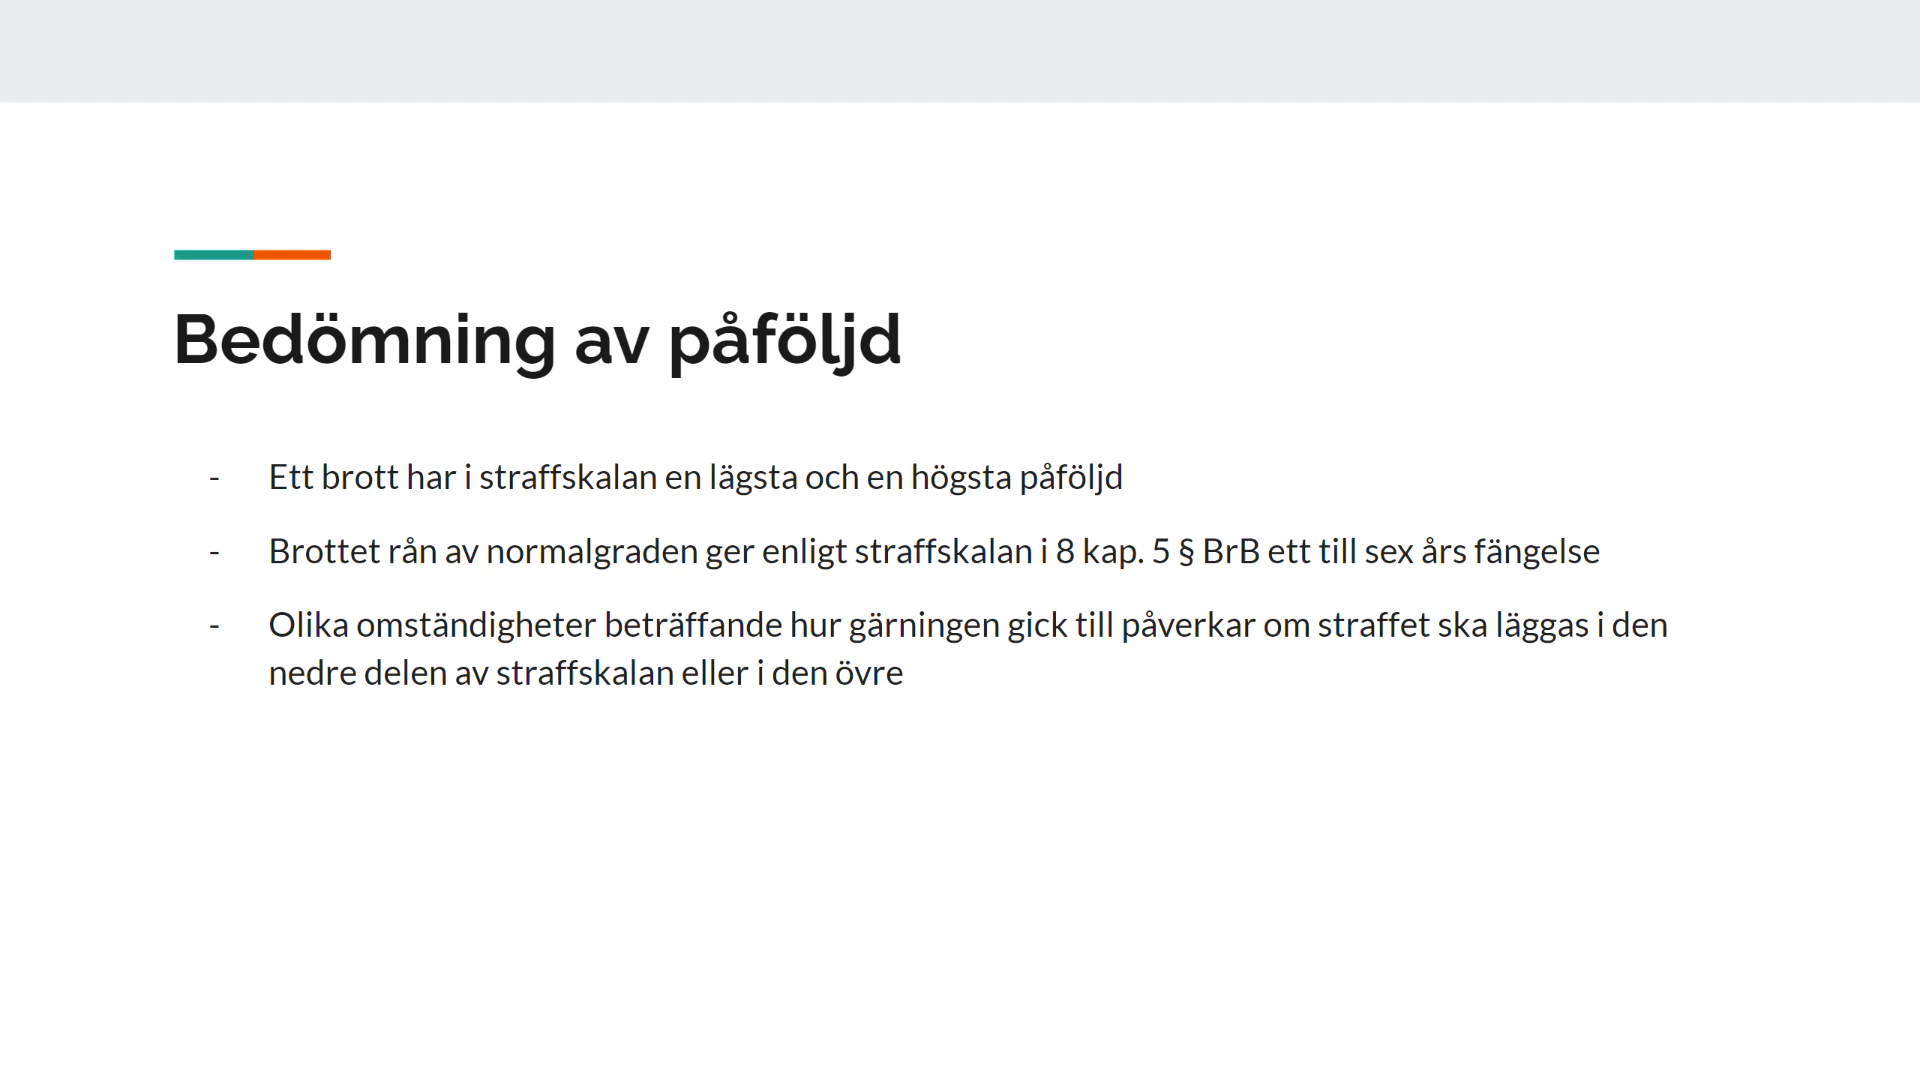 Bedömning av påföljd
- Ett brott har i straffskalan en lägsta och en högsta påföljd
- Brottet rån av normalgraden ger enligt straffskalan i 8 kap. 5 § BrB ett till sex års fängelse
- Olika omständigheter beträffande hur gärningen gick till påverkar om straffet ska läggas i den
nedre delen av straffskalan eller i den övre